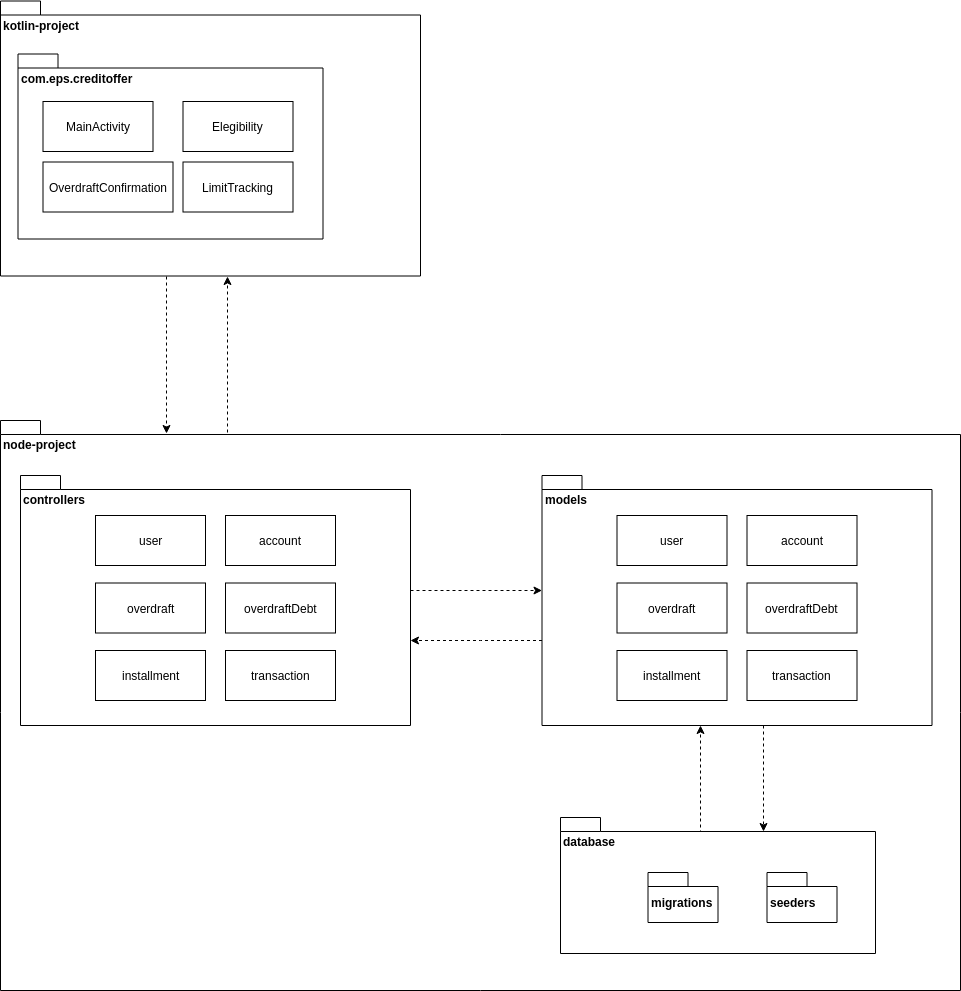 kotlin-project
com.eps.creditoffer
MainActivity
Elegibility
OverdraftConfirmation
LimitTracking
node-project
controllers
user
account
overdraft
overdraftDebt
installment
transaction
models
user
account
overdraft
overdraftDebt
installment
transaction
database
migrations
seeders